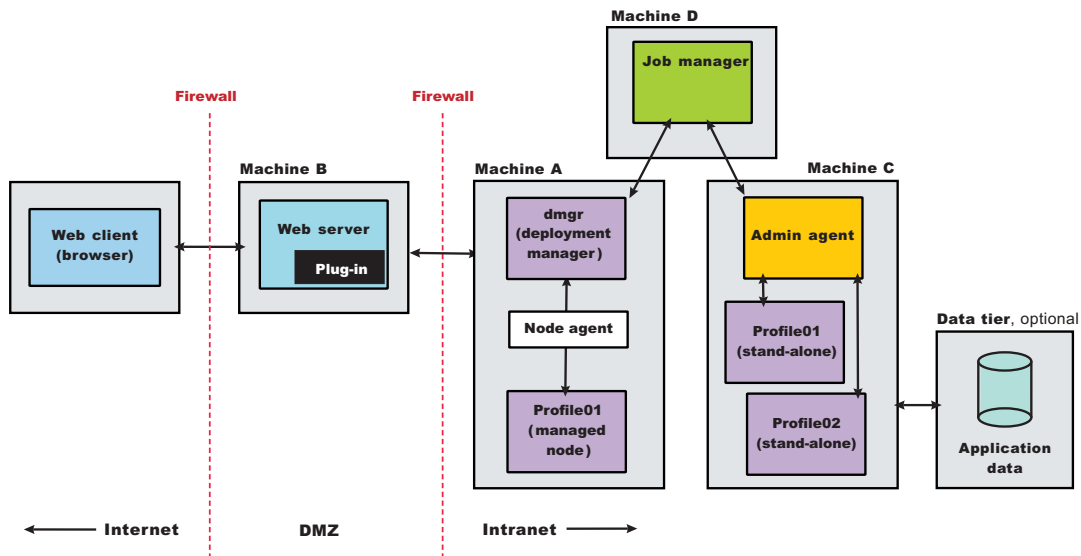 Machine D
Job manager
Firewall
Firewall
Machine B
Machine A
Machine C
Web client
(browser)
Web server
Plug-in
dmgr
(deployment
manager)
Admin agent
Node agent
Profile01
(stand-alone)
Data tier, optional
Profile01
(managed
node)
Profile02
(stand-alone)
Application
data
Internet
DMZ
Intranet